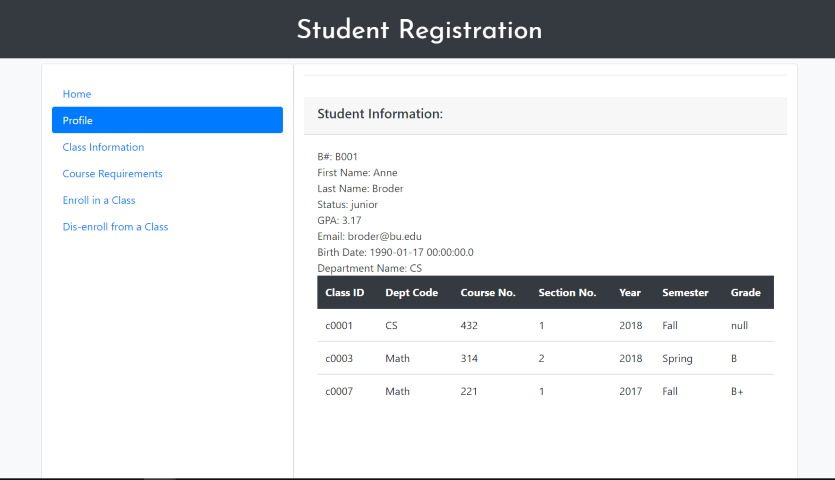 Student Registration
Home
Profile
Class Information
Course Requirements
Enroll in a Class
Dis-enroll from a Class
Student Information:
B#: B001
First Name: Anne
Last Name: Broder
Status: junior
GPA: 3.17
Email: broder@bu.edu
Birth Date: 1990-01-17 00:00:00.0
Department Name: CS
Class ID Dept Code Course No. Section No. Year Semester Grade
c0001 CS 432 1 2018 Fall null
c0003 Math 314 2 2018 Spring B
c0007 Math 221 1 2017 Fall B+